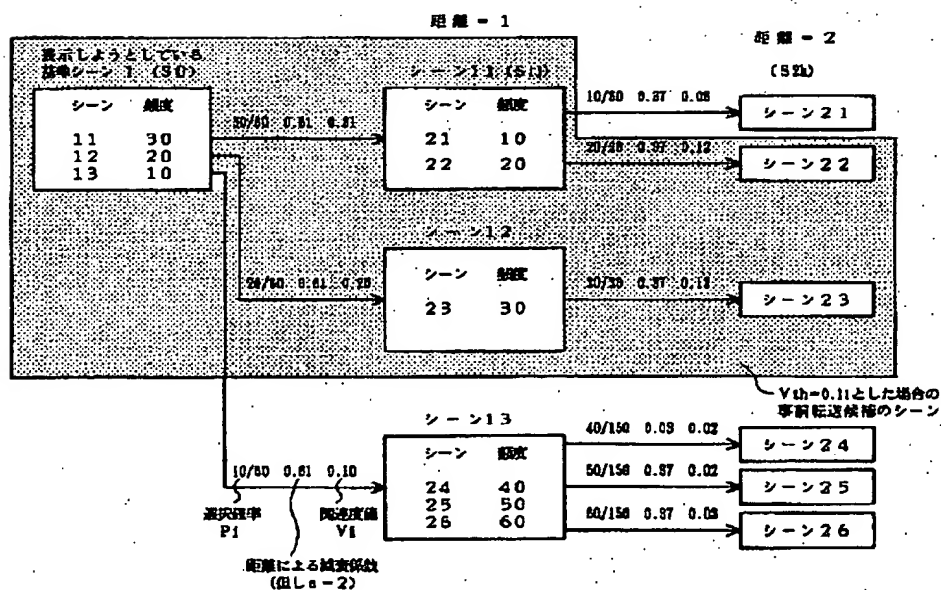 距離 = 1
距離 = 2
表示しようとしている
基準シーン1 (S0)
シーン 頻度
11 30
12 20
13 10
30/60 0.61 0.31
シーン11 (S1j)
シーン 頻度
21 10
22 20
(S2k)
10/30 0.37 0.06
シーン21
0.37 0.12
シーン22
20/60 0.61 0.20
シーン12
シーン 頻度
23 30
0.37 0.12
シーン23
Vth=0.11とした場合の
事前転送候補のシーン
10/60 0.61 0.10
選択確率
Pi
関連度値
Vi
距離による減衰係数
(但しa=2)
シーン13
シーン 頻度
24 40
25 50
26 60
40/150 0.02
シーン24
50/150 0.37 0.02
シーン25
60/150 0.37 0.03
シーン26